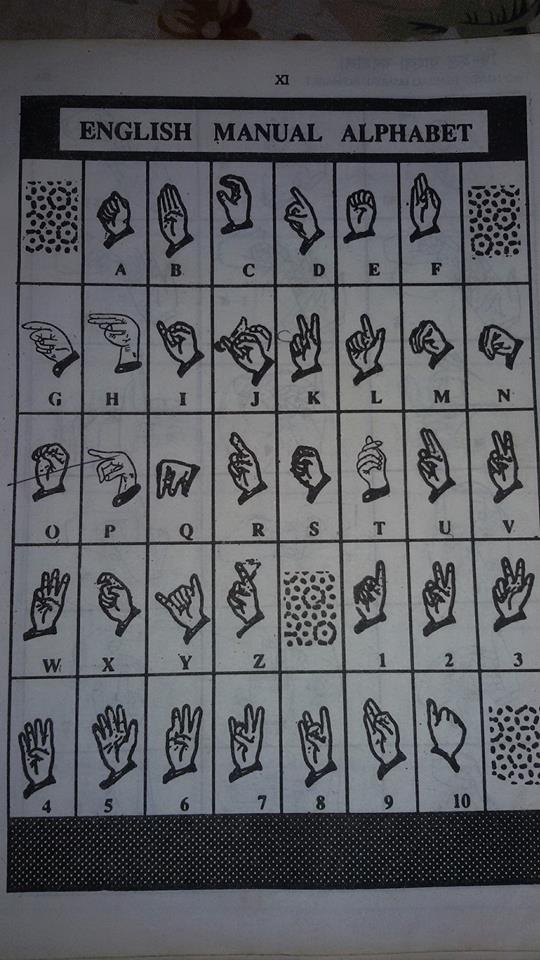 XI
ENGLISH MANUAL ALPHABET
A B C D E F
G H I J K L M N
O P Q R S T U V
W X Y Z 1 2 3
4 5 6 7 8 9 10